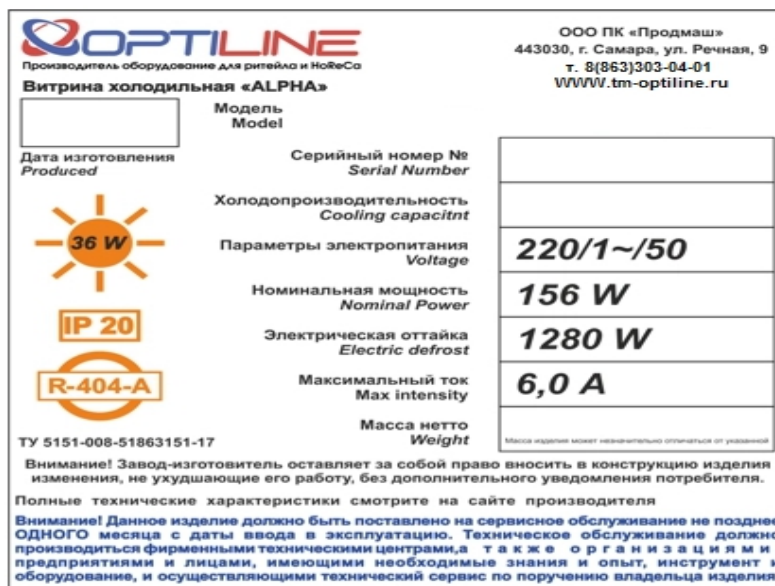 OPTILINE
Производитель оборудование для ритейла и HoReCa
ООО ПК «Продмаш»
443030, г. Самара, ул. Речная, 9
т. 8(863)303-04-01
WWW.tm-optiline.ru
Витрина холодильная «ALPHA»
Модель
Model
Дата изготовления
Produced
Серийный номер №
Serial Number
Холодопроизводительность
Cooling capacitnt
36 W
Параметры электропитания
Voltage
220/1~/50
Номинальная мощность
Nominal Power
156 W
IP 20
Электрическая оттайка
Electric defrost
1280 W
R-404-A
Максимальный ток
Max intensity
6,0 A
Масса нетто
Weight
Масса изделия может незначительно отличаться от указанной
ТУ 5151-008-51863151-17
Внимание! Завод-изготовитель оставляет за собой право вносить в конструкцию изделия
изменения, не ухудшающие его работу, без дополнительного уведомления потребителя.
Полные технические характеристики смотрите на сайте производителя
Внимание! Данное изделие должно быть поставлено на сервисное обслуживание не позднее
ОДНОГО месяца с даты ввода в эксплуатацию. Техническое обслуживание должно
производиться фирменными техническими центрами,а также организациями
предприятиями и лицами, имеющими необходимые знания и опыт, инструмент
оборудование, и осуществляющими технический сервис по поручению владельца изделия